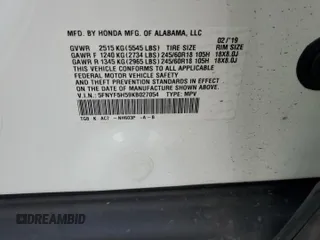 MFD. BY HONDA MFG. OF ALABAMA, LLC 02/'19
GVWR 2515 KG (5545 LBS) TIRE SIZE RIM SIZE
GAWR F 1240 KG (2734 LBS) 245/60R18 105H 18X8.0J
GAWR R 1345 KG (2965 LBS) 245/60R18 105H 18X8.0J
THIS VEHICLE CONFORMS TO ALL APPLICABLE
FEDERAL MOTOR VEHICLE SAFETY STANDARDS
IN EFFECT ON THE DATE OF
MANUFACTURE SHOWN ABOVE.
V.I.N.: 5FNYF5H59KB027054 TYPE: MPV
TG8 K ACT -NH903P -A-B